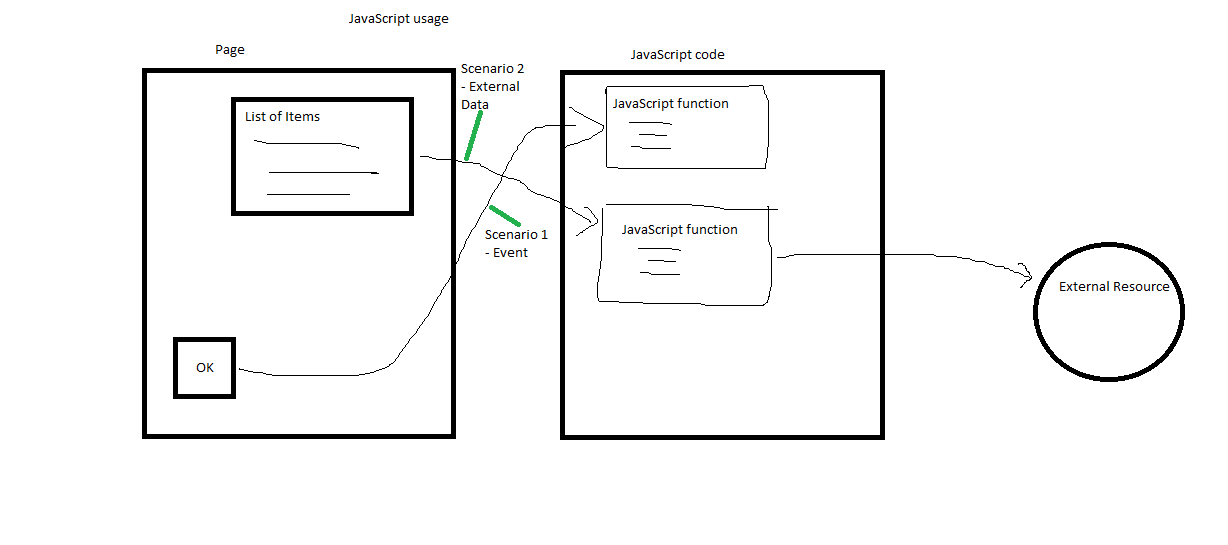 JavaScript usage
Page
JavaScript code
Scenario 2
- External
Data
List of Items
JavaScript function
Scenario 1
- Event
JavaScript function
External Resource
OK